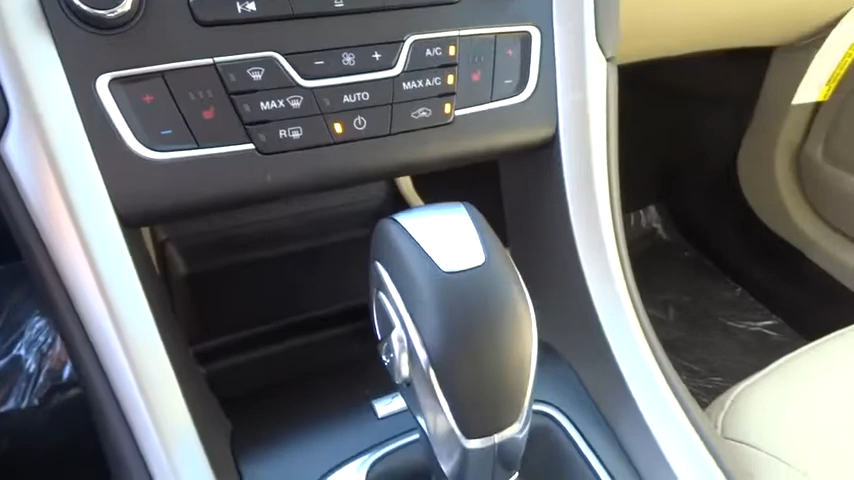 - +
A/C
MAX
AUTO
MAX A/C
R
+
-
+
-